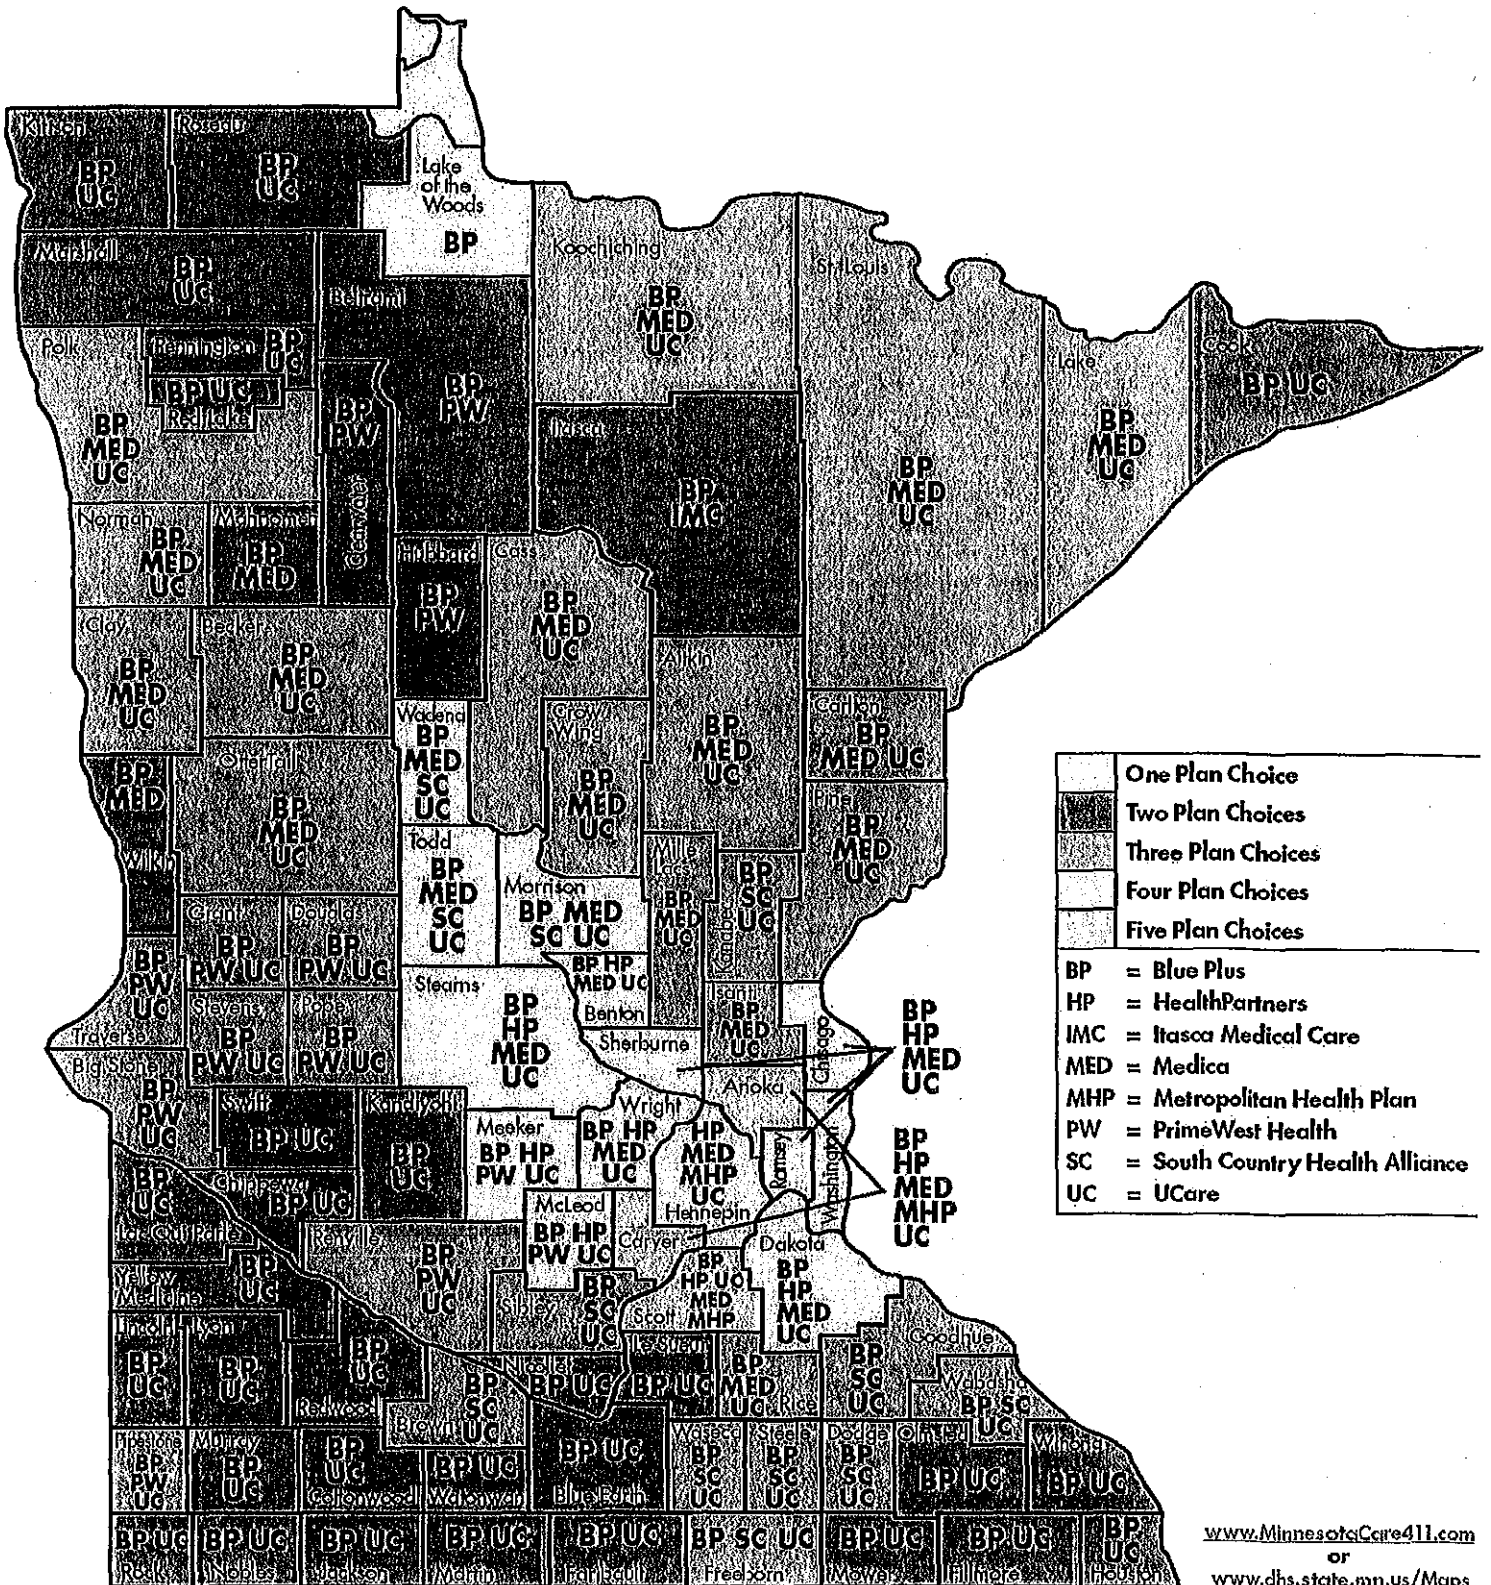 Kittson
BP
UC
Roseau
BP
UC
Lake
of the
Woods
BP
Marshall
BP
UC
Beltrami
BP
PW
Koochiching
BP
MED
UC
St. Louis
BP
MED
UC
Lake
BP
MED
UC
Cook
BP UC
Polk
BP
MED
UC
Pennington
BP
UC
BP UC
Red Lake
BP
PW
Clearwater
Itasca
BP
IMC
Norman
BP
MED
UC
Mahnomen
BP
MED
Hubbard
BP
PW
Cass
BP
MED
UC
Clay
BP
MED
UC
Becker
BP
MED
UC
Aitkin
BP
MED
UC
Wadena
BP
MED
SC
UC
Crow
Wing
BP
MED
UC
Carlton
BP
MED UC
BP
MED
Wilkin
Otter Tail
BP
MED
UC
Pine
BP
MED
UC
Todd
BP
MED
SC
UC
Morrison
BP MED
SC UC
Mille
Lacs
BP
MED
UC
BP
SC
UC
Kanabec
Grant
BP
PW UC
Douglas
BP
PW UC
BP
PW
UC
Traverse
Stevens
BP
PW UC
Pope
BP
PW UC
Stearns
BP
HP
MED
UC
BP HP
MED UC
Benton
Sherburne
Isanti
BP
MED
UC
Chisago
BP
HP
MED
UC
Anoka
Big Stone
BP
PW
UC
Swift
BP UC
Kandiyohi
BP
UC
Meeker
BP HP
PW UC
Wright
BP HP
MED
UC
HP
MED
MHP
UC
Hennepin
Ramsey
Washington
BP
HP
MED
MHP
UC
BP
UC
Lac Qui Parle
Chippewa
BP UC
McLeod
BP HP
PW UC
Carver
Renville
BP
PW
UC
Sibley
BP
SC
UC
BP
HP UC
MED
MHP
Scott
Dakota
BP
HP
MED
UC
Yellow
Medicine
BP
UC
Lincoln
BP
UC
Lyon
BP
UC
BP
UC
Redwood
BP
SC
UC
Brown
Nicollet
BP UC
Le Sueur
BP UC
BP
MED
UC
Rice
Goodhue
BP
SC
UC
Wabasha
BP SC
UC
Pipestone
BP
PW
UC
Murray
BP
UC
BP
UC
Cottonwood
BP UC
Watonwan
BP UC
Blue Earth
Waseca
BP
SC
UC
Steele
BP
SC
UC
Dodge
BP
SC
UC
Olmsted
BP UC
Winona
BP UC
BP UC
Rock
BP UC
Nobles
BP UC
Jackson
BP UC
Martin
BP UC
Faribault
BP SC UC
Freeborn
BP UC
Mower
BP UC
Fillmore
BP
UC
Houston
One Plan Choice
Two Plan Choices
Three Plan Choices
Four Plan Choices
Five Plan Choices
BP = Blue Plus
HP = HealthPartners
IMC = Itasca Medical Care
MED = Medica
MHP = Metropolitan Health Plan
PW = PrimeWest Health
SC = South Country Health Alliance
UC = UCare
www.MinnesotaCare411.com
or
www.dhs.state.mn.us/Maps